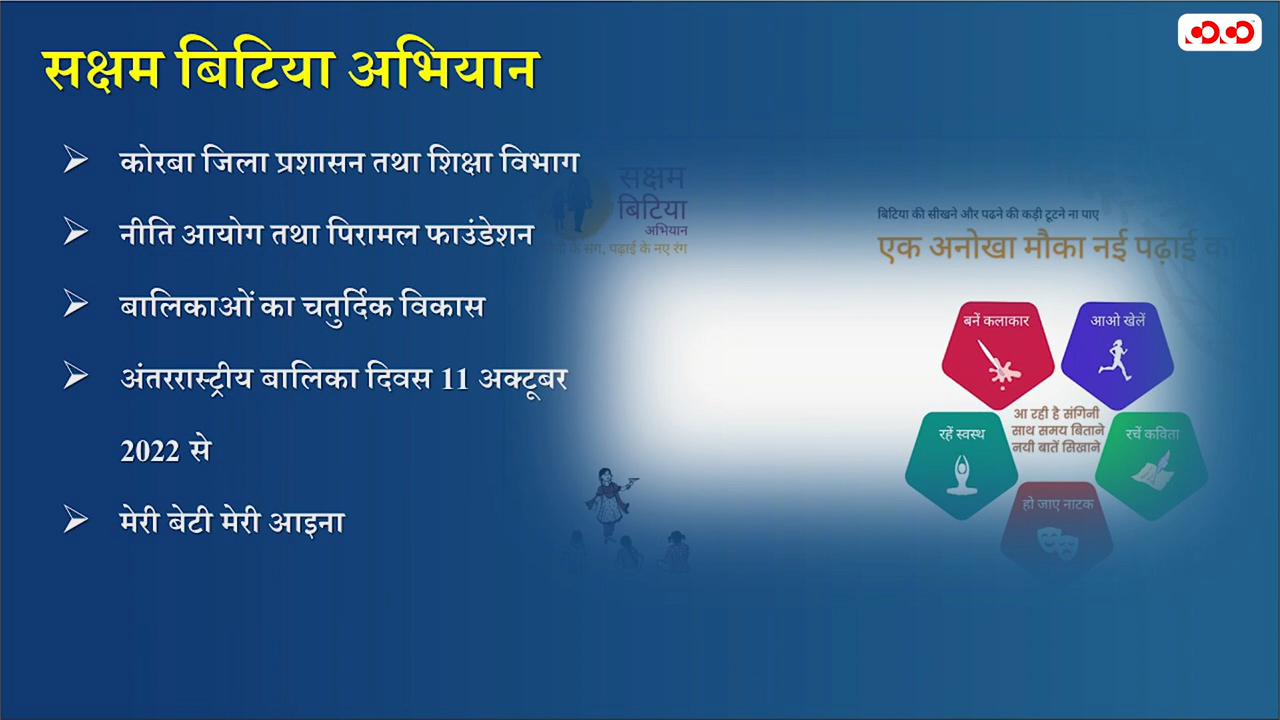 सक्षम बिटिया अभियान
कोरबा जिला प्रशासन तथा शिक्षा विभाग
नीति आयोग तथा पिरामल फाउंडेशन
बालिकाओं का चतुर्दिक विकास
अंतररास्ट्रीय बालिका दिवस 11 अक्टूबर
2022 से
मेरी बेटी मेरी आइना
सक्षम
बिटिया
अभियान
के संग, पढ़ाई के नए रंग
बिटिया की सीखने और पढने की कड़ी टूटने ना पाए
एक अनोखा मौका नई पढ़ाई का
बनें कलाकार
आओ खेलें
आ रही है संगिनी
साथ समय बिताने
नयी बातें सिखाने
रहें स्वस्थ
रचें कविता
हो जाए नाटक